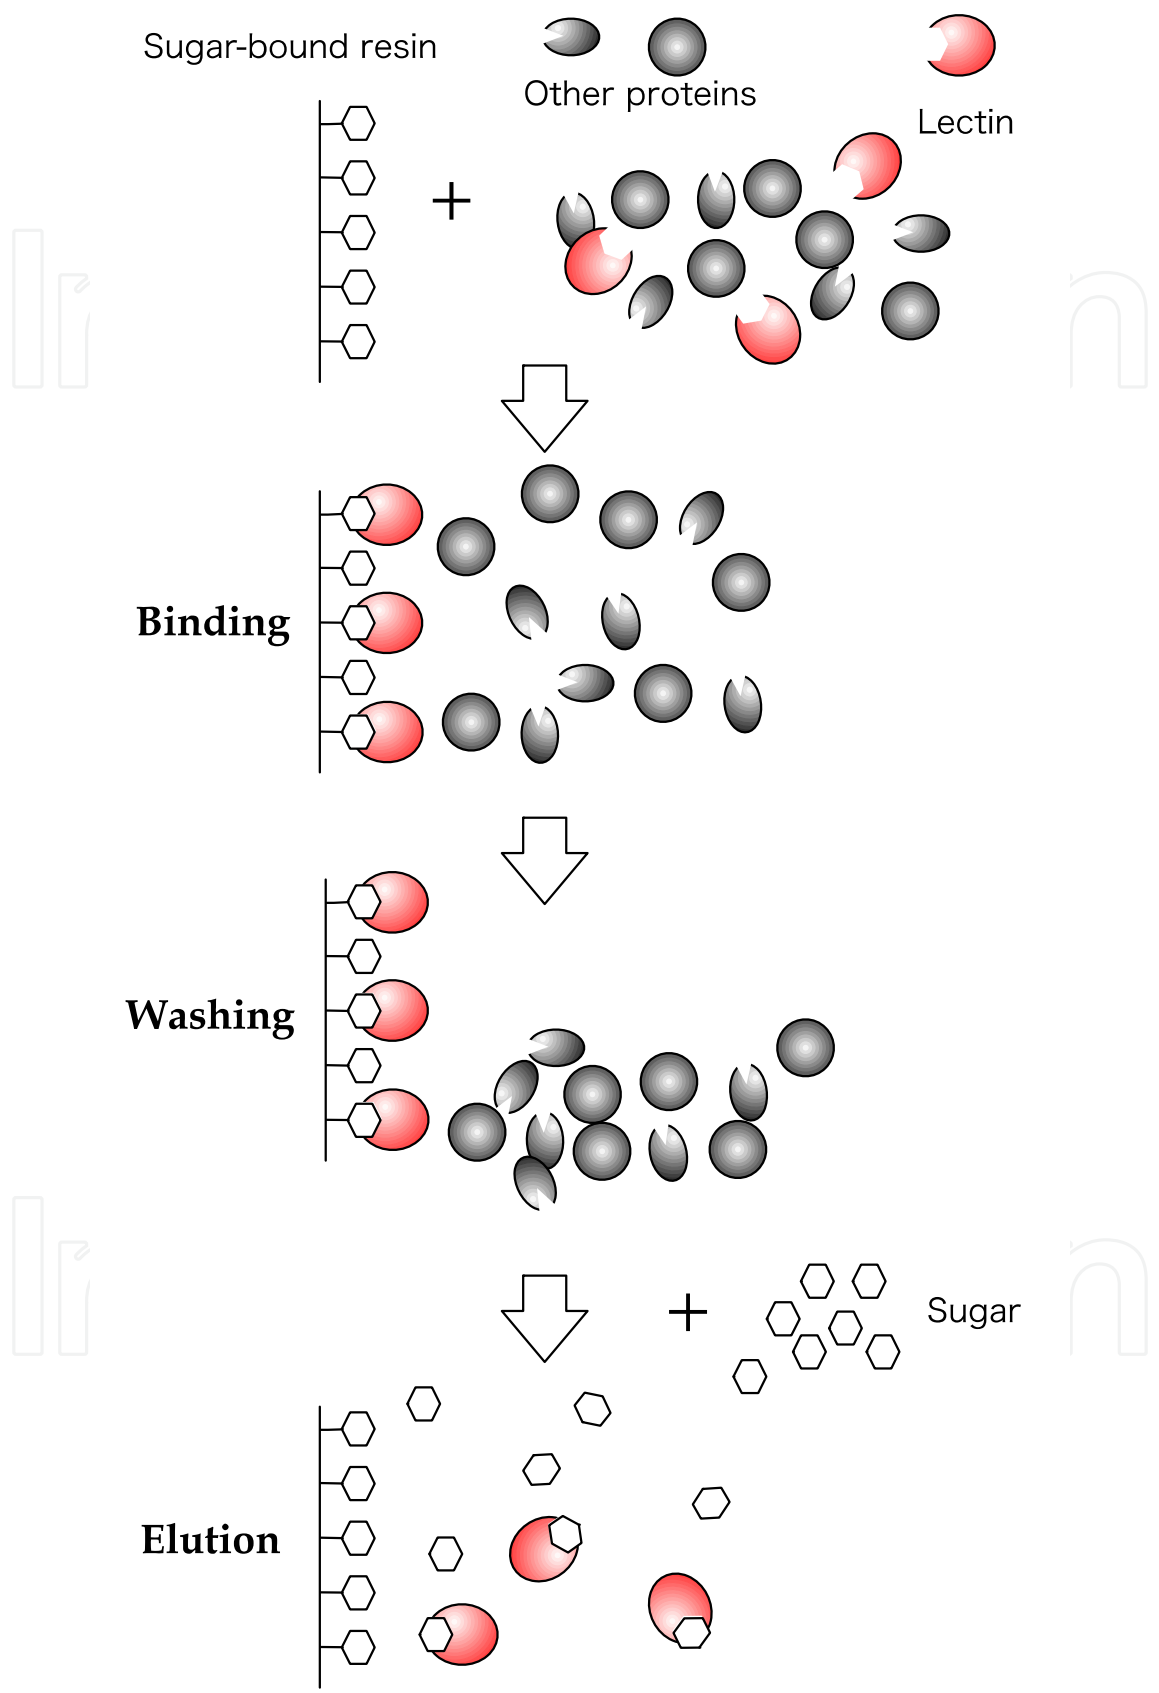 Sugar-bound resin
Other proteins
Lectin
+
Binding
Washing
+
Sugar
Elution